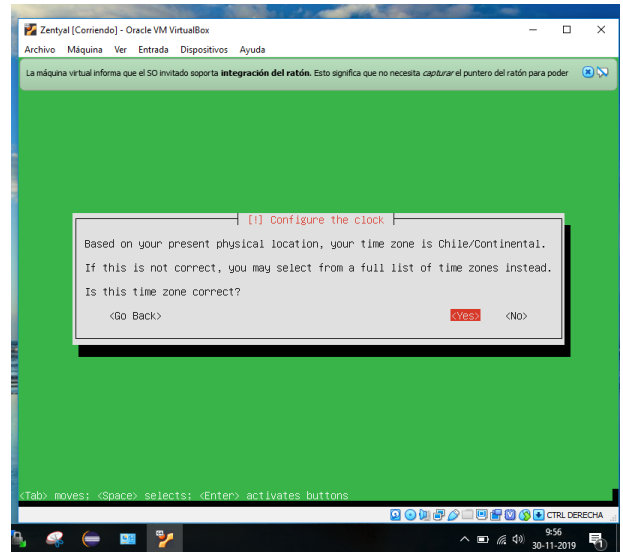 Zentyal [Corriendo] - Oracle VM VirtualBox
Archivo Máquina Ver Entrada Dispositivos Ayuda
La máquina virtual informa que el SO invitado soporta integración del ratón. Esto significa que no necesita capturar el puntero del ratón para poder
[!] Configure the clock
Based on your present physical location, your time zone is Chile/Continental.
If this is not correct, you may select from a full list of time zones instead.
Is this time zone correct?
<Go Back> <Yes> <No>
<Tab> moves; <Space> selects; <Enter> activates buttons
CTRL DERECHA
9:56
30-11-2019